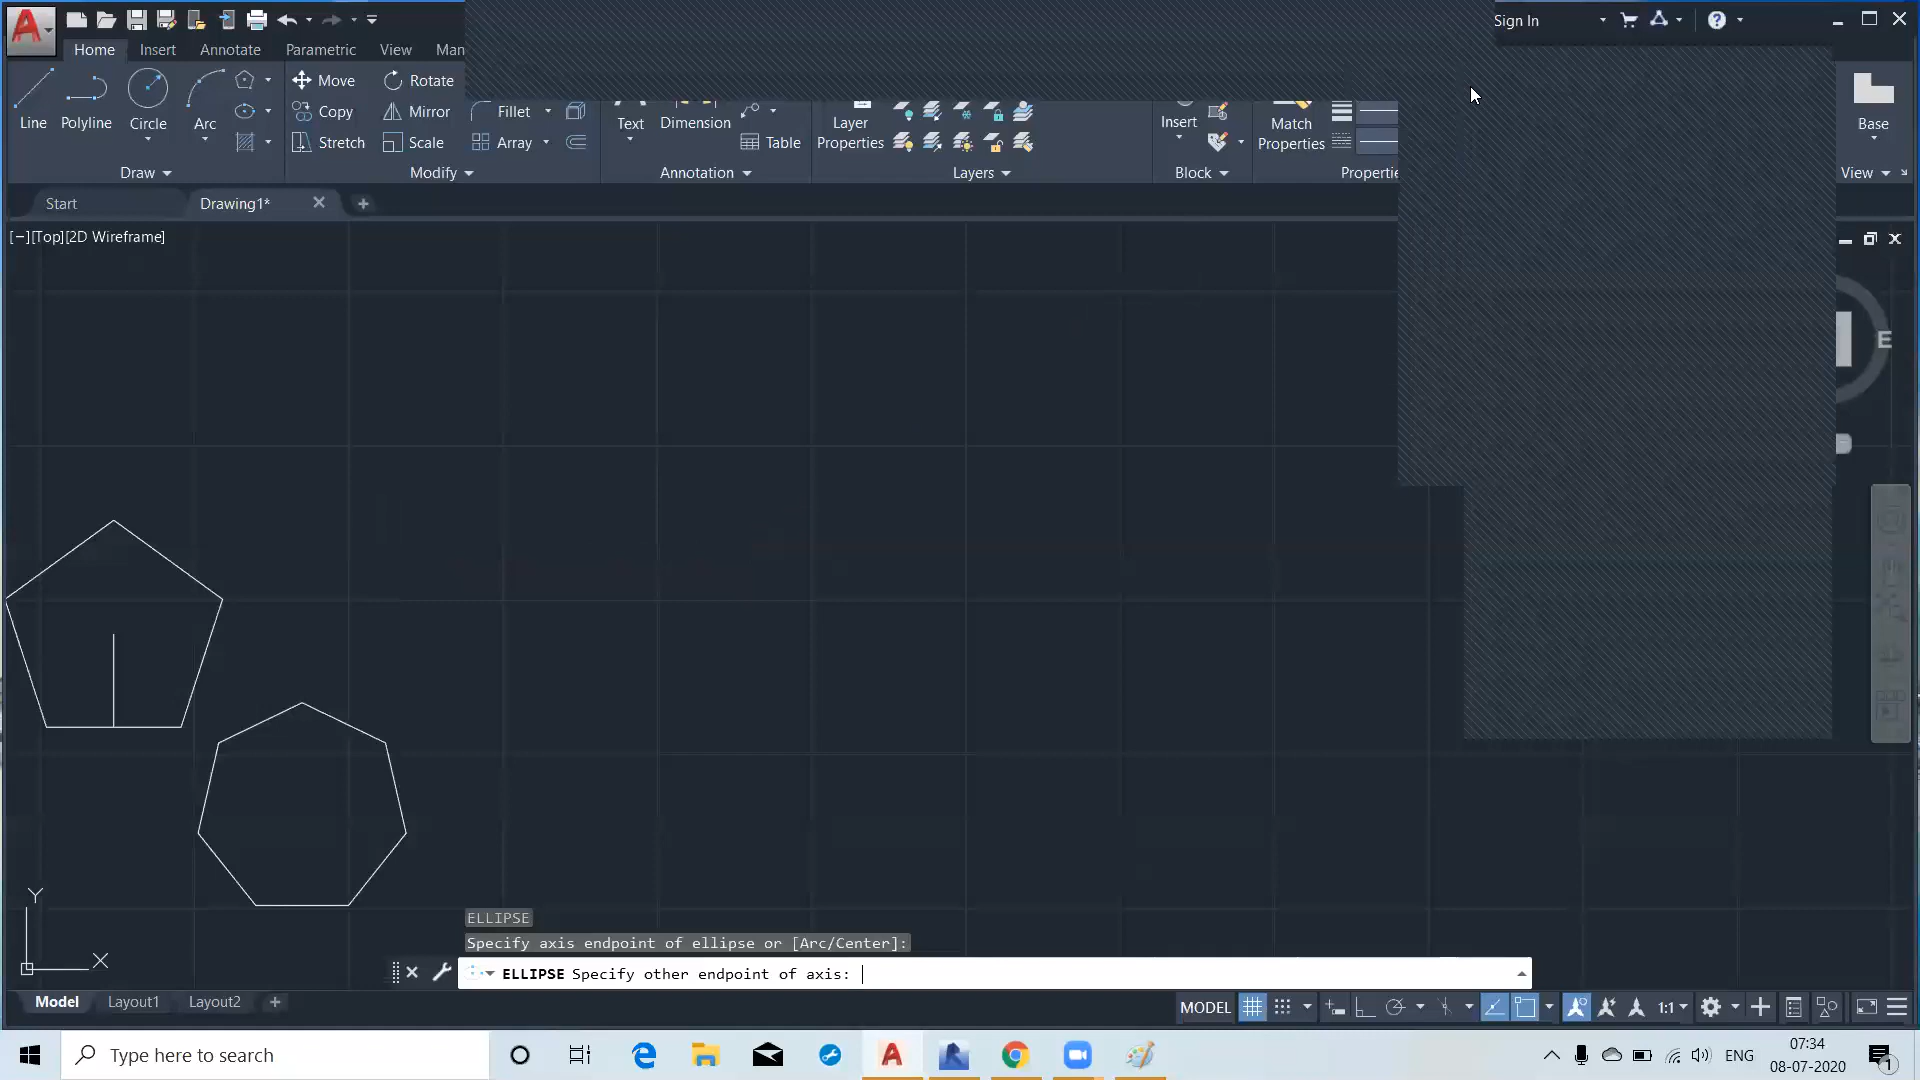 Sign In
Home Insert Annotate Parametric View Man
Move Rotate
Line Polyline Circle Arc Copy Mirror Fillet Text Dimension Layer Properties Insert Match Properties Base
Stretch Scale Array Table
Draw Modify Annotation Layers Block Properti View
Start Drawing1*
[−][Top][2D Wireframe]
E
Y
X
ELLIPSE
Specify axis endpoint of ellipse or [Arc/Center]:
ELLIPSE Specify other endpoint of axis:
Model Layout1 Layout2
MODEL 1:1
Type here to search
ENG
07:34
08-07-2020
1